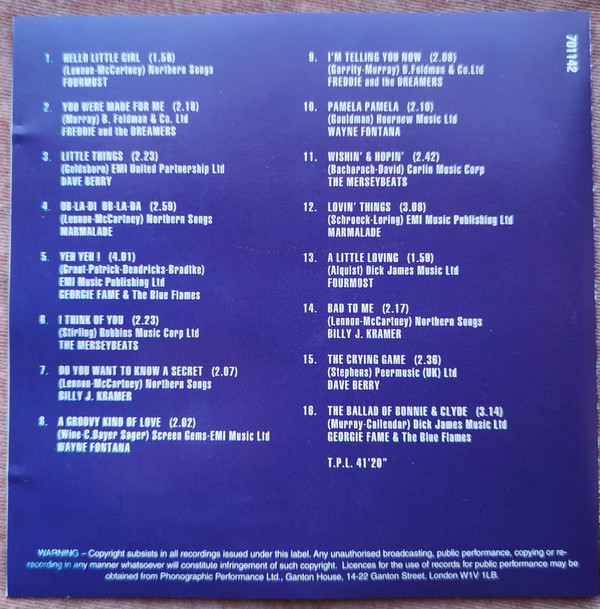 1. HELLO LITTLE GIRL (1.56)
(Lennon-McCartney) Northern Songs
FOURMOST
2. YOU WERE MADE FOR ME (2.18)
(Murray) B. Feldman & Co. Ltd
FREDDIE and the DREAMERS
3. LITTLE THINGS (2.23)
(Goldsboro) EMI United Partnership Ltd
DAVE BERRY
4. OB-LA-DI OB-LA-DA (2.59)
(Lennon-McCartney) Northern Songs
MARMALADE
5. YEH YEH ! (4.01)
(Grant-Patrick-Dendricks-Bradtke)
EMI Music Publishing Ltd
GEORGIE FAME & The Blue Flames
6. I THINK OF YOU (2.23)
(Stirling) Robbins Music Corp Ltd
THE MERSEYBEATS
7. DO YOU WANT TO KNOW A SECRET (2.07)
(Lennon-McCartney) Northern Songs
BILLY J. KRAMER
8. A GROOVY KIND OF LOVE (2.02)
(Wine-C.Bayer Sager) Screen Gems-EMI Music Ltd
WAYNE FONTANA
9. I'M TELLING YOU NOW (2.08)
(Garrity-Murray) B.Feldman & Co.Ltd
FREDDIE and the DREAMERS
10. PAMELA PAMELA (2.10)
(Gouldman) Hournew Music Ltd
WAYNE FONTANA
11. WISHIN' & HOPIN' (2.42)
(Bacharach-David) Carlin Music Corp
THE MERSEYBEATS
12. LOVIN' THINGS (3.08)
(Schroeck-Loring) EMI Music Publishing Ltd
MARMALADE
13. A LITTLE LOVING (1.59)
(Alquist) Dick James Music Ltd
FOURMOST
14. BAD TO ME (2.17)
(Lennon-McCartney) Northern Songs
BILLY J. KRAMER
15. THE CRYING GAME (2.36)
(Stephens) Peermusic (UK) Ltd
DAVE BERRY
16. THE BALLAD OF BONNIE & CLYDE (3.14)
(Murray-Callendar) Dick James Music Ltd
GEORGIE FAME & The Blue Flames
T.P.L. 41'20"
701142
WARNING – Copyright subsists in all recordings issued under this label. Any unauthorised broadcasting, public performance, copying or re-
recording in any manner whatsoever will constitute infringement of such copyright. Licences for the use of records for public performance may be
obtained from Phonographic Performance Ltd., Ganton House, 14-22 Ganton Street, London W1V 1LB.